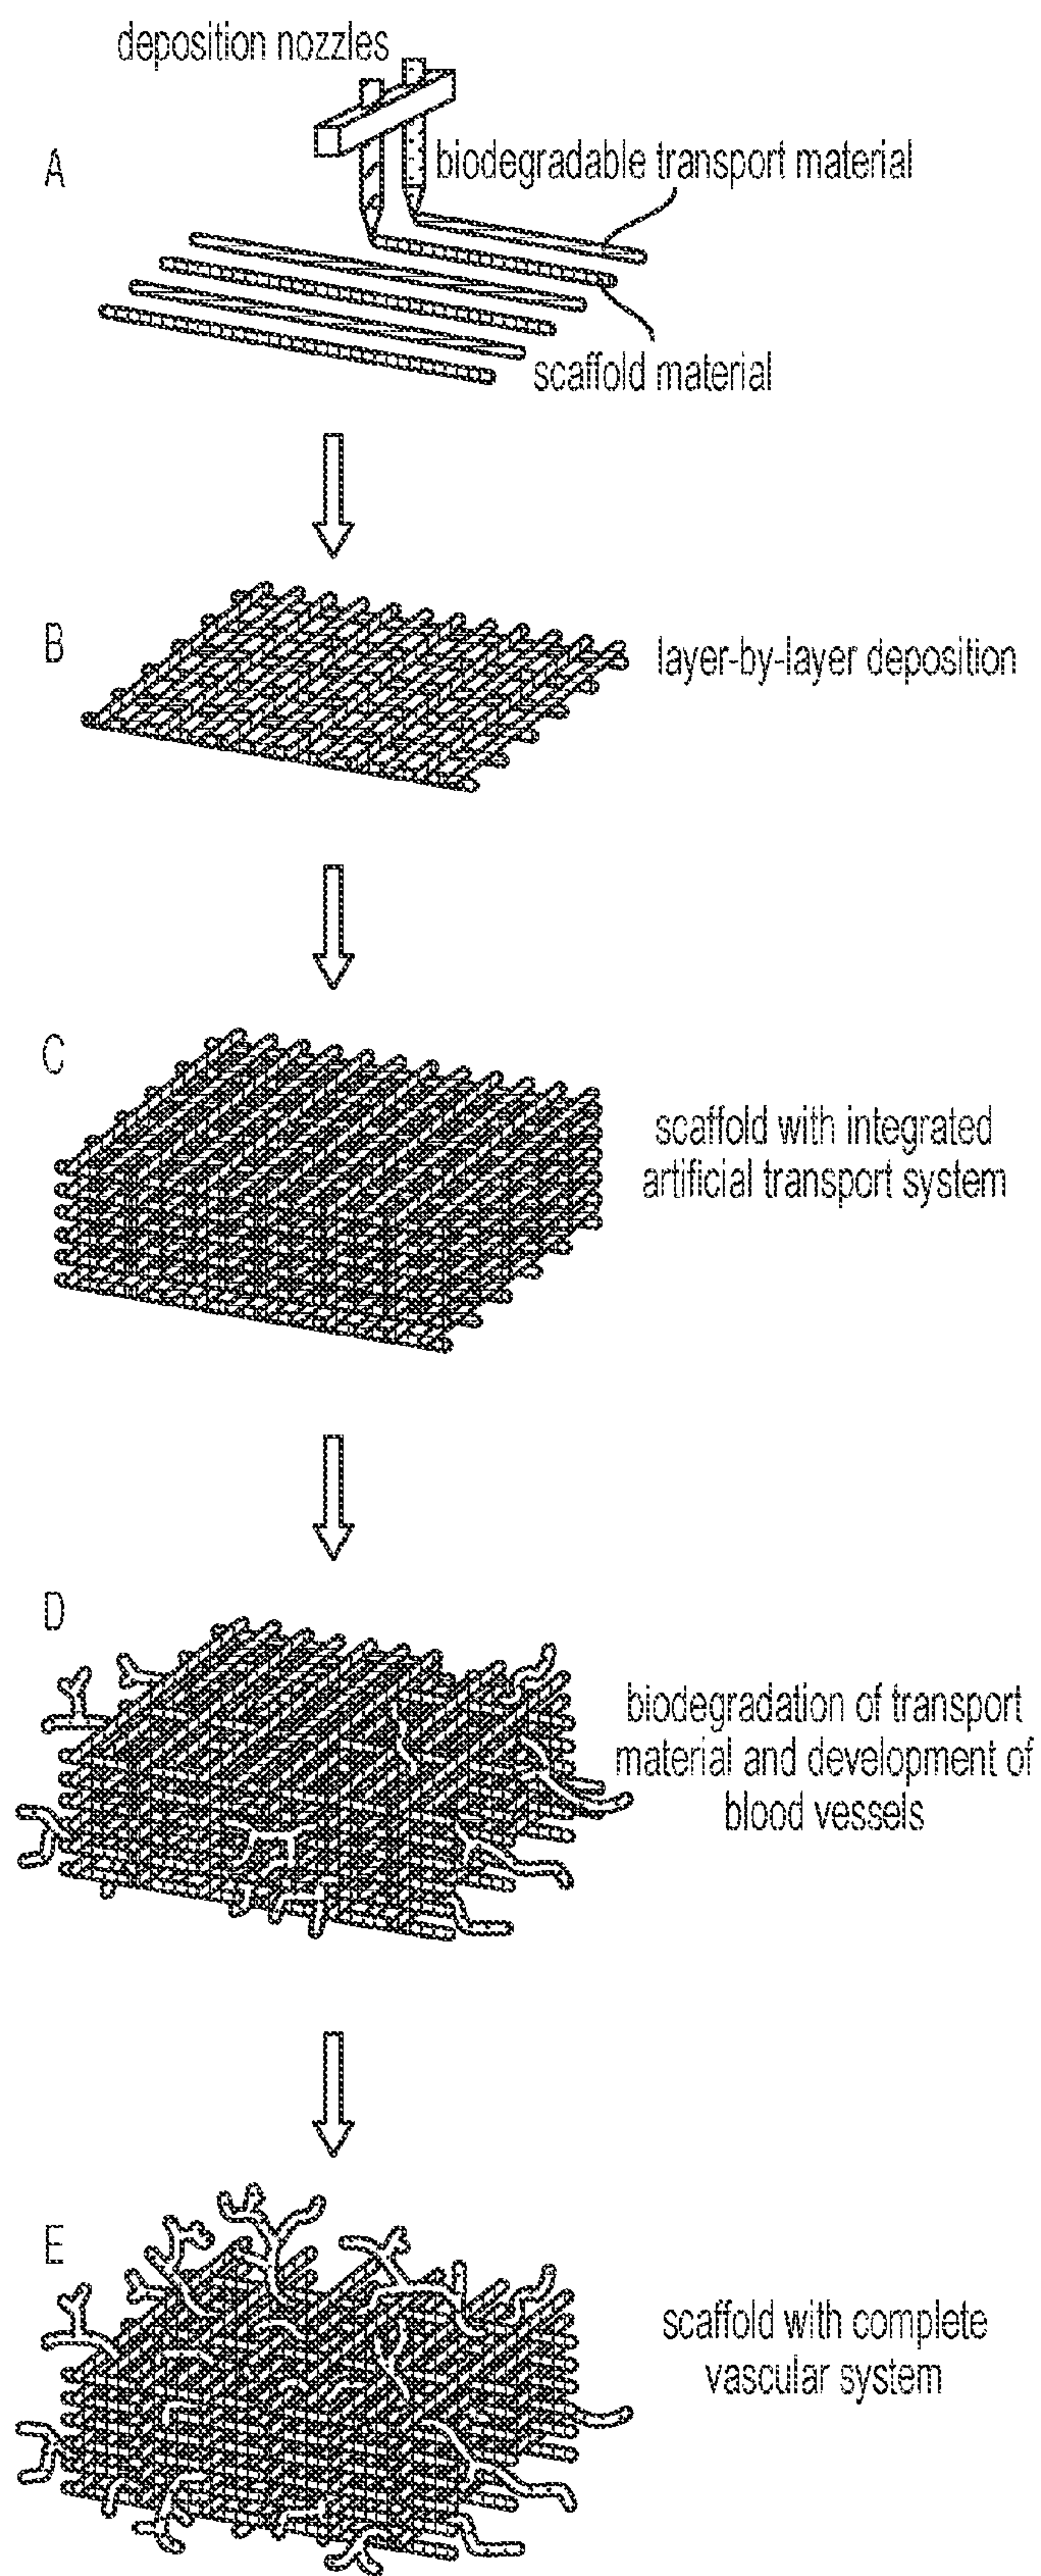 deposition nozzles
A
biodegradable transport material
scaffold material
B
layer-by-layer deposition
C
scaffold with integrated
artificial transport system
D
biodegradation of transport
material and development of
blood vessels
E
scaffold with complete
vascular system